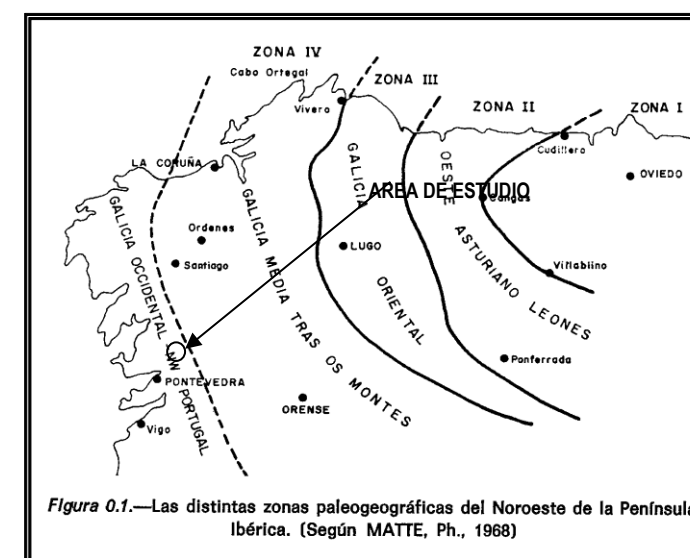 ZONA IV
Cabo Ortegal
ZONA III
Vivero
ZONA II
ZONA I
Cudillero
LA CORUÑA
OVIEDO
AREA DE ESTUDIO
Cangas
Ordenes
Santiago
LUGO
Villablino
Ponferrada
PONTEVEDRA
ORENSE
Vigo
GALICIA OCCIDENTAL NW PORTUGAL
GALICIA MEDIA TRAS OS MONTES
GALICIA ORIENTAL
OESTE ASTURIANO LEONES
Figura 0.1.—Las distintas zonas paleogeográficas del Noroeste de la Península
Ibérica. (Según MATTE, Ph., 1968)